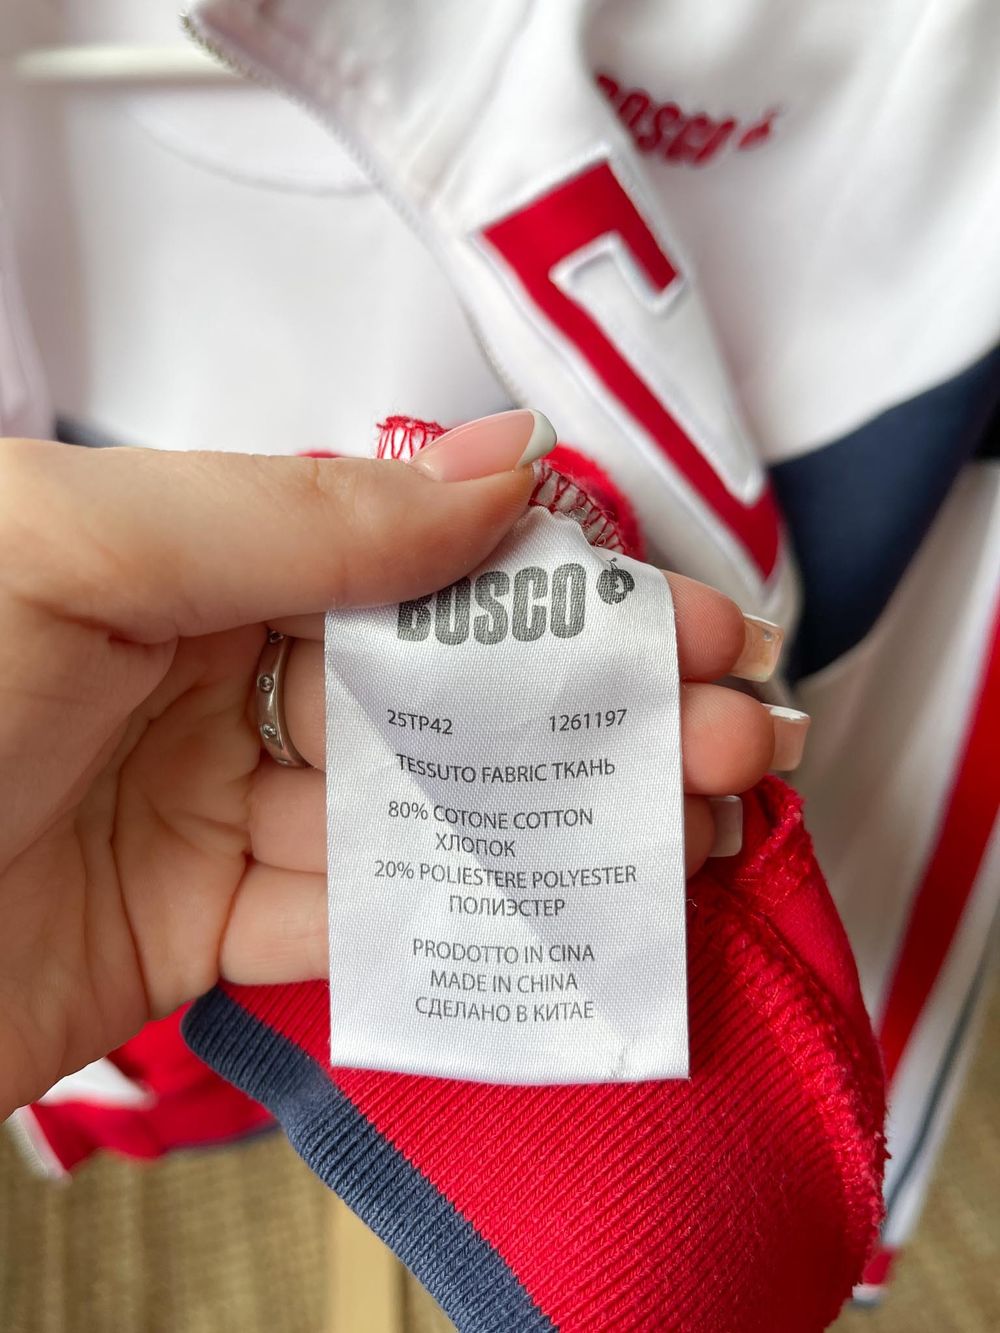 BOSCO
BOSCO
25TP42 1261197
TESSUTO FABRIC ТКАНЬ
80% COTONE COTTON
ХЛОПОК
20% POLIESTERE POLYESTER
ПОЛИЭСТЕР
PRODOTTO IN CINA
MADE IN CHINA
СДЕЛАНО В КИТАЕ